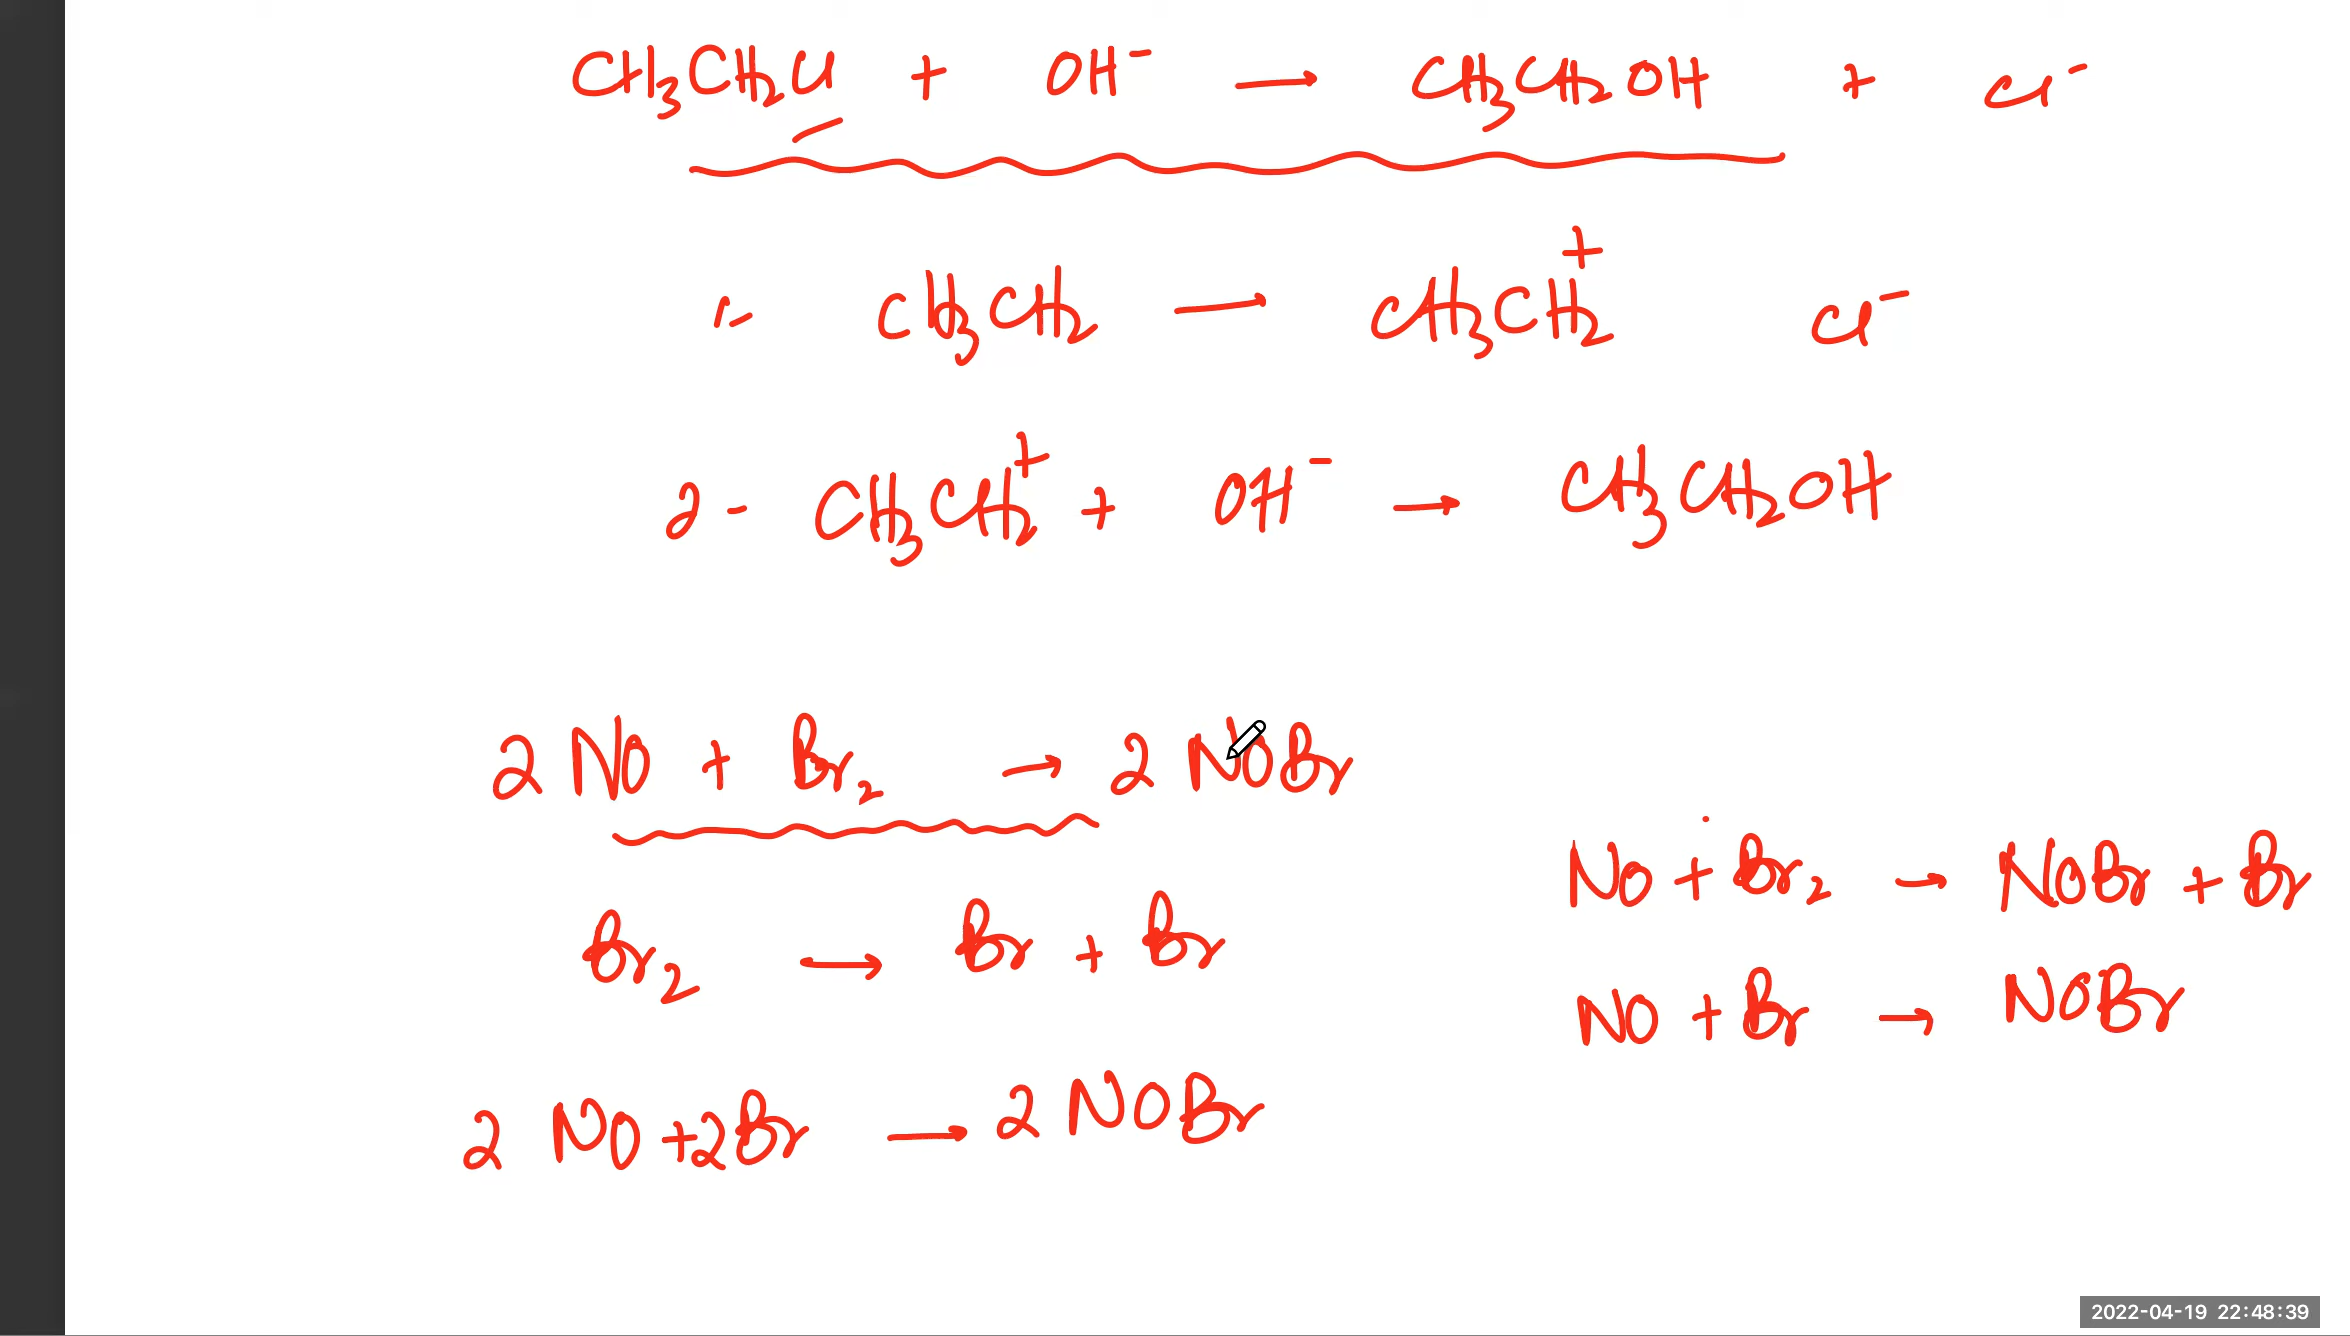 CH₃CH₂Cl + OH⁻ → CH₃CH₂OH + Cl⁻
1- CH₃CH₂ → CH₃CH₂⁺ Cl⁻
2- CH₃CH₂⁺ + OH⁻ → CH₃CH₂OH
2 NO + Br₂ → 2 NOBr
Br₂ → Br + Br
2 NO + 2Br → 2 NOBr
NO + Br₂ → NOBr + Br
NO + Br → NOBr
2022-04-19 22:48:39